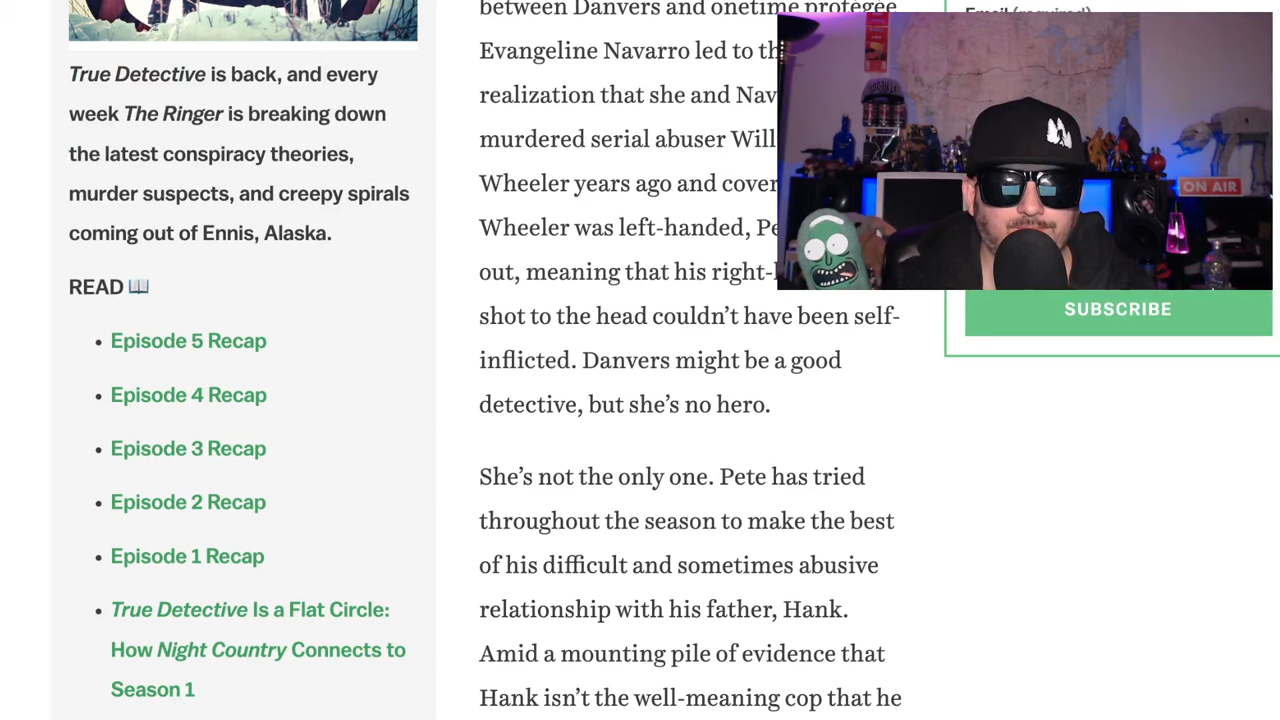 True Detective is back, and every
week The Ringer is breaking down
the latest conspiracy theories,
murder suspects, and creepy spirals
coming out of Ennis, Alaska.
READ 📖
• Episode 5 Recap
• Episode 4 Recap
• Episode 3 Recap
• Episode 2 Recap
• Episode 1 Recap
• True Detective Is a Flat Circle:
How Night Country Connects to
Season 1
between Danvers and onetime protégée
Evangeline Navarro led to th
realization that she and Nav
murdered serial abuser Will
Wheeler years ago and cover
Wheeler was left-handed, Pe
out, meaning that his right-
shot to the head couldn’t have been self-
inflicted. Danvers might be a good
detective, but she’s no hero.
She’s not the only one. Pete has tried
throughout the season to make the best
of his difficult and sometimes abusive
relationship with his father, Hank.
Amid a mounting pile of evidence that
Hank isn’t the well-meaning cop that he
Email (required)
ON AIR
SUBSCRIBE